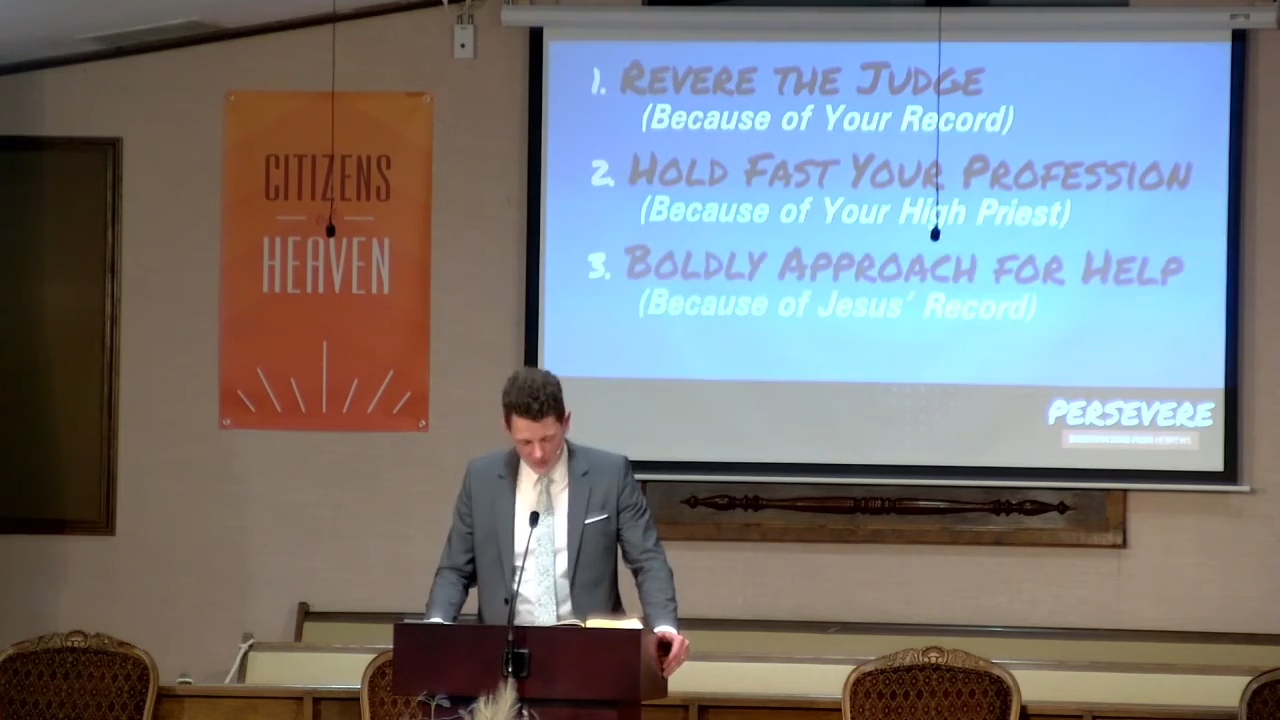 CITIZENS
of
HEAVEN
1. REVERE THE JUDGE
(Because of Your Record)
2. HOLD FAST YOUR PROFESSION
(Because of Your High Priest)
3. BOLDLY APPROACH FOR HELP
(Because of Jesus' Record)
PERSEVERE